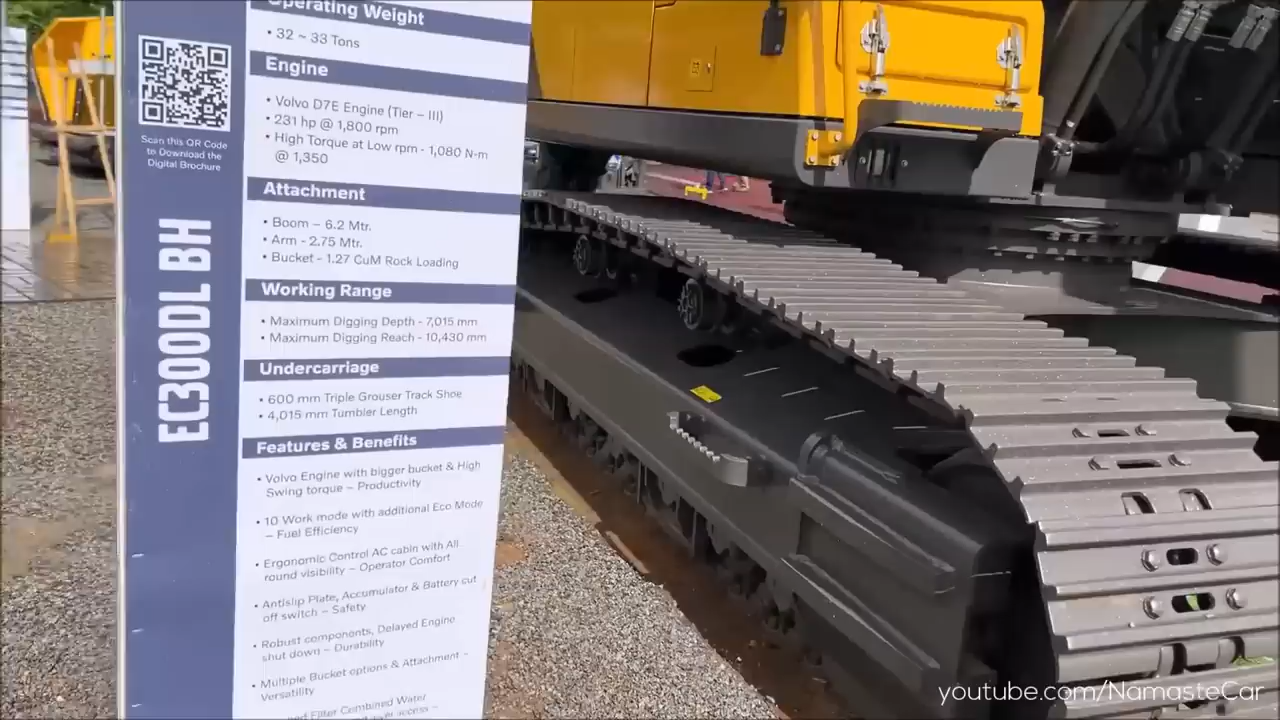 Operating Weight
• 32 ~ 33 Tons
Engine
• Volvo D7E Engine (Tier – III)
• 231 hp @ 1,800 rpm
• High Torque at Low rpm - 1,080 N-m
@ 1,350
Attachment
• Boom – 6.2 Mtr.
• Arm - 2.75 Mtr.
• Bucket - 1.27 CuM Rock Loading
Working Range
• Maximum Digging Depth - 7,015 mm
• Maximum Digging Reach - 10,430 mm
Undercarriage
• 600 mm Triple Grouser Track Shoe
• 4,015 mm Tumbler Length
Features & Benefits
• Volvo Engine with bigger bucket & High
Swing torque – Productivity
• 10 Work mode with additional Eco Mode
– Fuel Efficiency
• Ergonomic Control AC cabin with All
round visibility – Operator Comfort
• Antislip Plate, Accumulator & Battery cut
off switch – Safety
• Robust components, Delayed Engine
shut down – Durability
• Multiple Bucket options & Attachment –
Versatility
Filter Combined Water
access –
Scan this QR Code
to Download the
Digital Brochure
EC300DL BH
youtube.com/NamasteCar